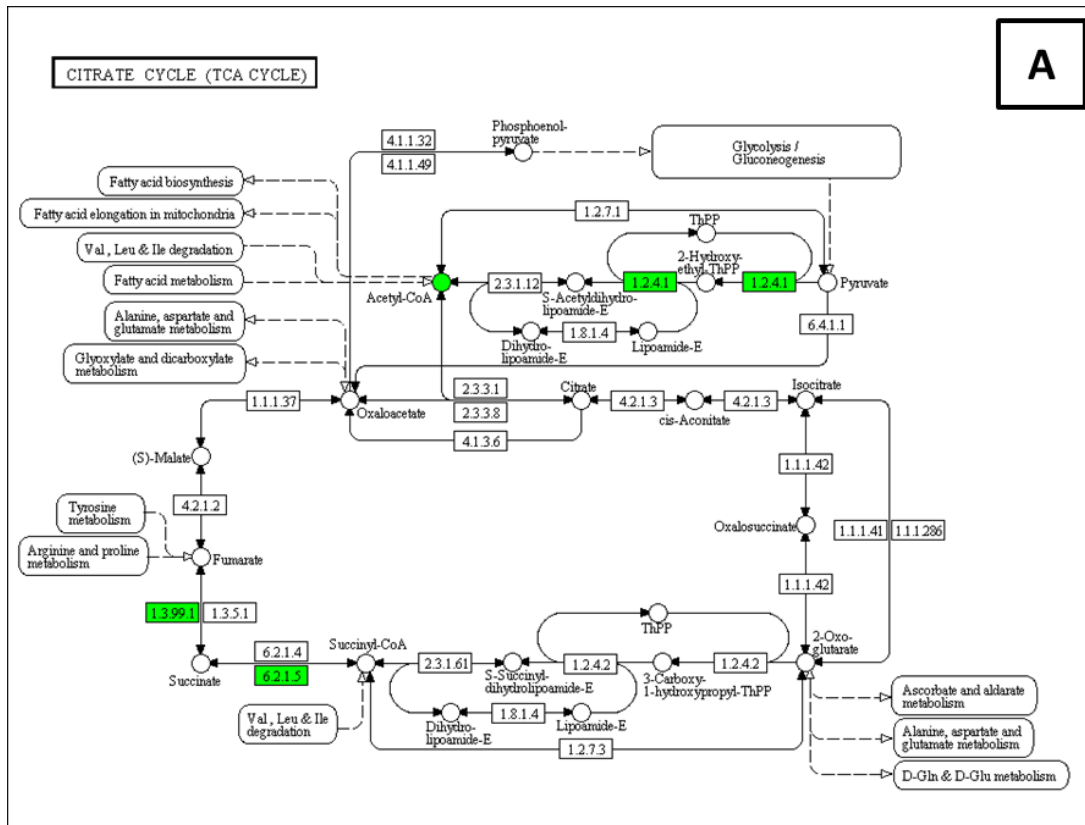 A
CITRATE CYCLE (TCA CYCLE)
4.1.1.32
4.1.1.49
Phosphoenol-
pyruvate
Glycolysis /
Gluconeogenesis
Fatty acid biosynthesis
Fatty acid elongation in mitochondria
Val, Leu & Ile degradation
Fatty acid metabolism
Alanine, aspartate and
glutamate metabolism
Glyoxylate and dicarboxylate
metabolism
1.2.7.1
ThPP
2-Hydroxy-
ethyl-ThPP
Acetyl-CoA
2.3.1.12
S-Acetyldihydro-
lipoamide-E
1.2.4.1
1.2.4.1
Pyruvate
Dihydro-
lipoamide-E
1.8.1.4
Lipoamide-E
6.4.1.1
1.1.1.37
Oxaloacetate
2.3.3.1
2.3.3.8
4.1.3.6
Citrate
4.2.1.3
cis-Aconitate
4.2.1.3
Isocitrate
(S)-Malate
4.2.1.2
1.1.1.42
Tyrosine
metabolism
Arginine and proline
metabolism
Fumarate
Oxalosuccinate
1.1.1.41
1.1.1.286
1.1.1.42
1.3.99.1
1.3.5.1
ThPP
Succinate
6.2.1.4
6.2.1.5
Succinyl-CoA
2.3.1.61
S-Succinyl-
dihydrolipoamide-E
1.2.4.2
3-Carboxy-
1-hydroxypropyl-ThPP
1.2.4.2
2-Oxo-
glutarate
Val, Leu & Ile
degradation
Dihydro-
lipoamide-E
1.8.1.4
Lipoamide-E
1.2.7.3
Ascorbate and aldarate
metabolism
Alanine, aspartate and
glutamate metabolism
D-Gln & D-Glu metabolism